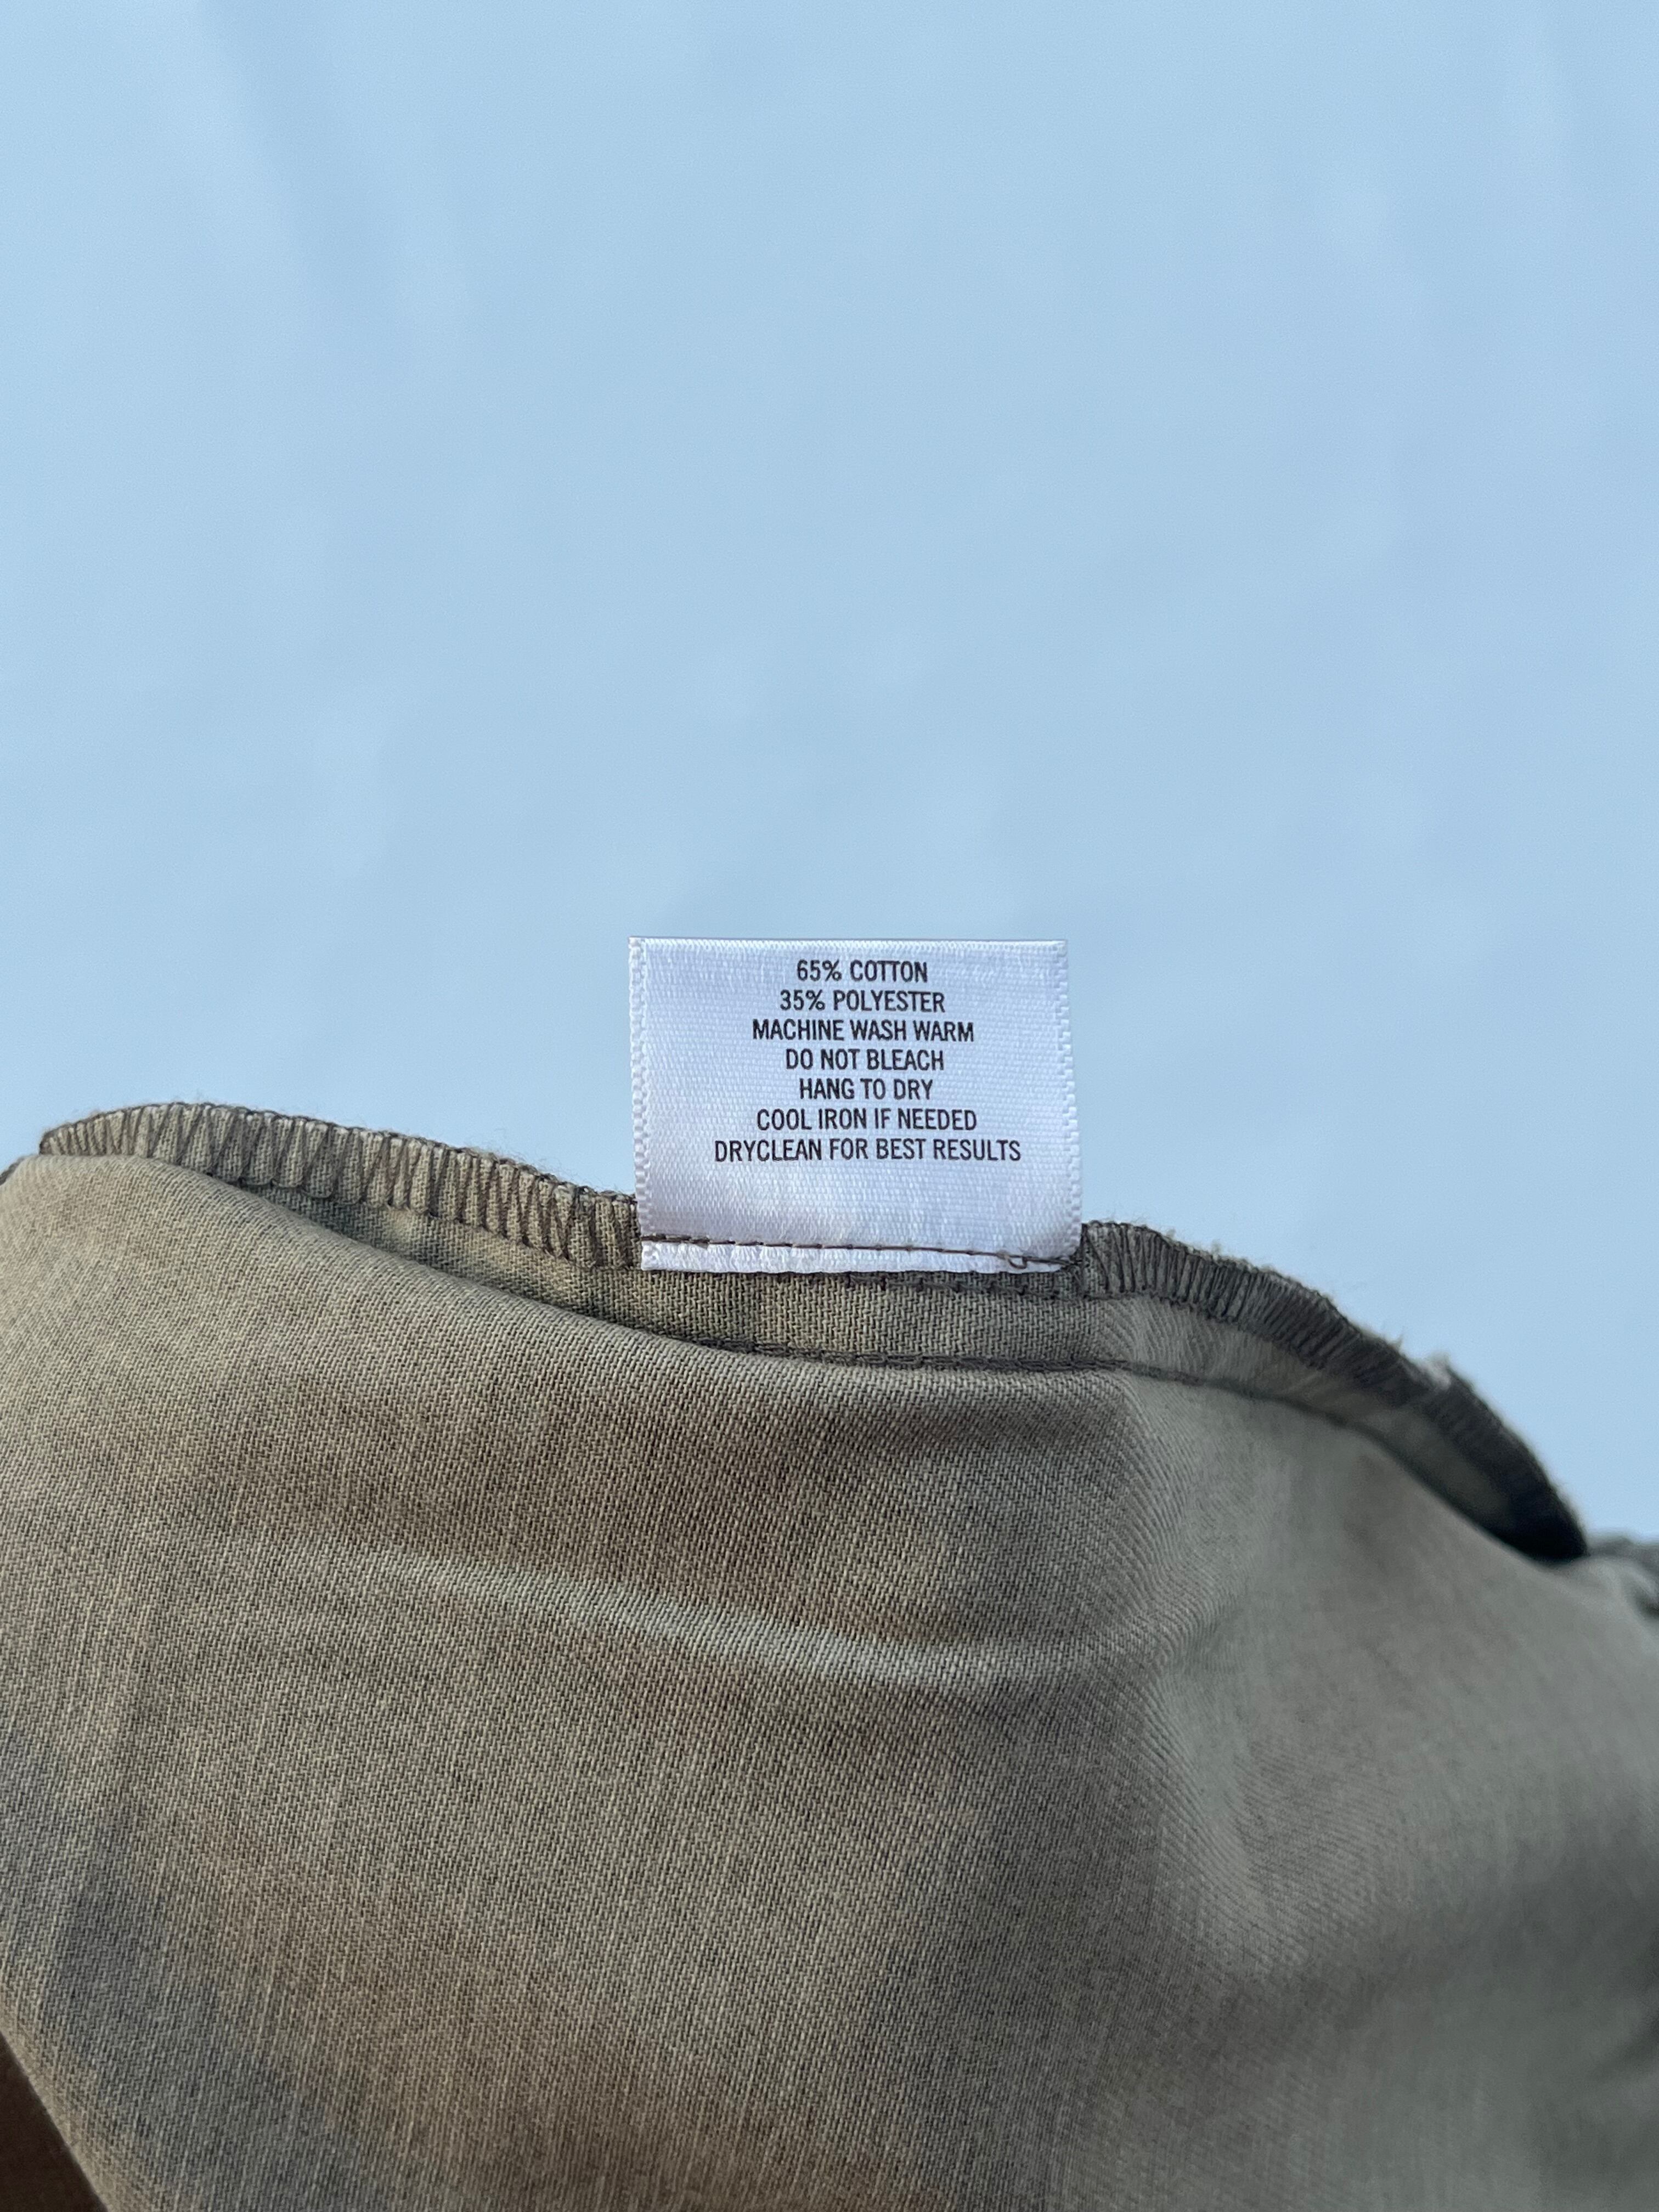 65% COTTON
35% POLYESTER
MACHINE WASH WARM
DO NOT BLEACH
HANG TO DRY
COOL IRON IF NEEDED
DRYCLEAN FOR BEST RESULTS